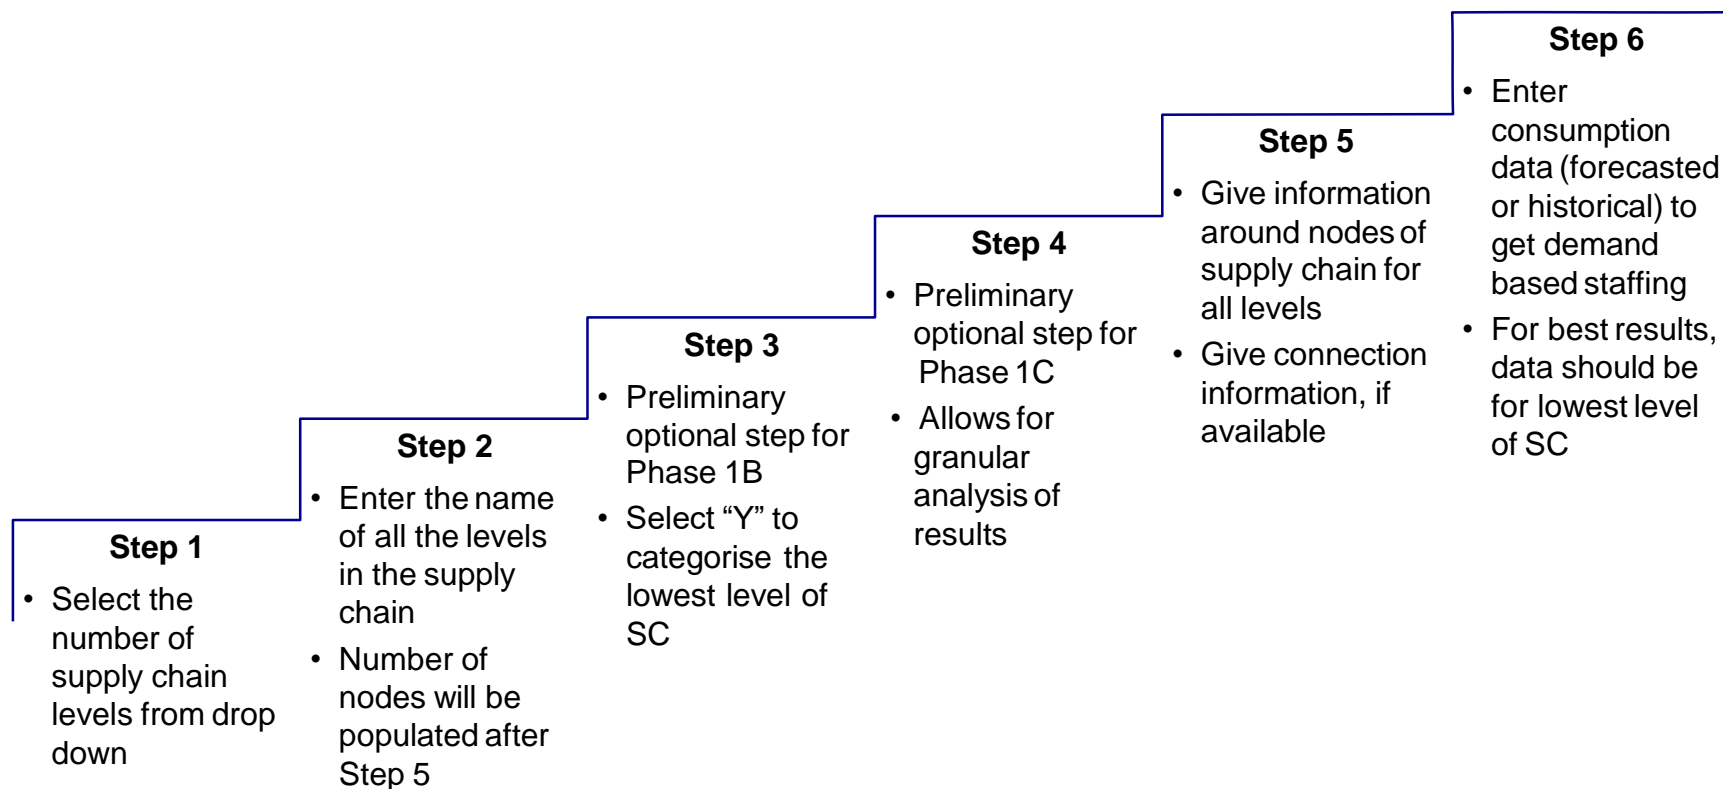 Step 1
• Select the
number of
supply chain
levels from drop
down
Step 2
• Enter the name
of all the levels
in the supply
chain
• Number of
nodes will be
populated after
Step 5
Step 3
• Preliminary
optional step for
Phase 1B
• Select “Y” to
categorise the
lowest level of
SC
Step 4
• Preliminary
optional step for
Phase 1C
• Allows for
granular
analysis of
results
Step 5
• Give information
around nodes of
supply chain for
all levels
• Give connection
information, if
available
Step 6
• Enter
consumption
data (forecasted
or historical) to
get demand
based staffing
• For best results,
data should be
for lowest level
of SC